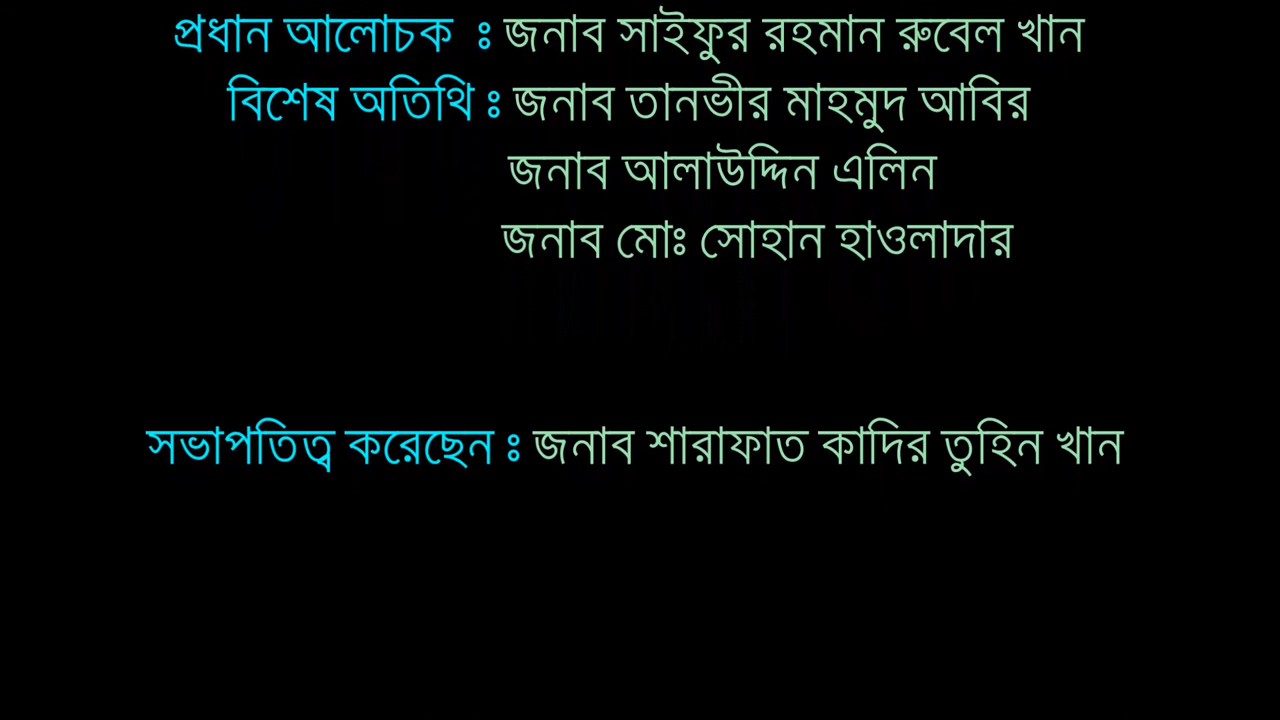 প্রধান আলোচক ঃ জনাব সাইফুর রহমান রুবেল খান
বিশেষ অতিথি ঃ জনাব তানভীর মাহমুদ আবির
জনাব আলাউদ্দিন এলিন
জনাব মোঃ সোহান হাওলাদার
সভাপতিত্ব করেছেন ঃ জনাব শারাফাত কাদির তুহিন খান